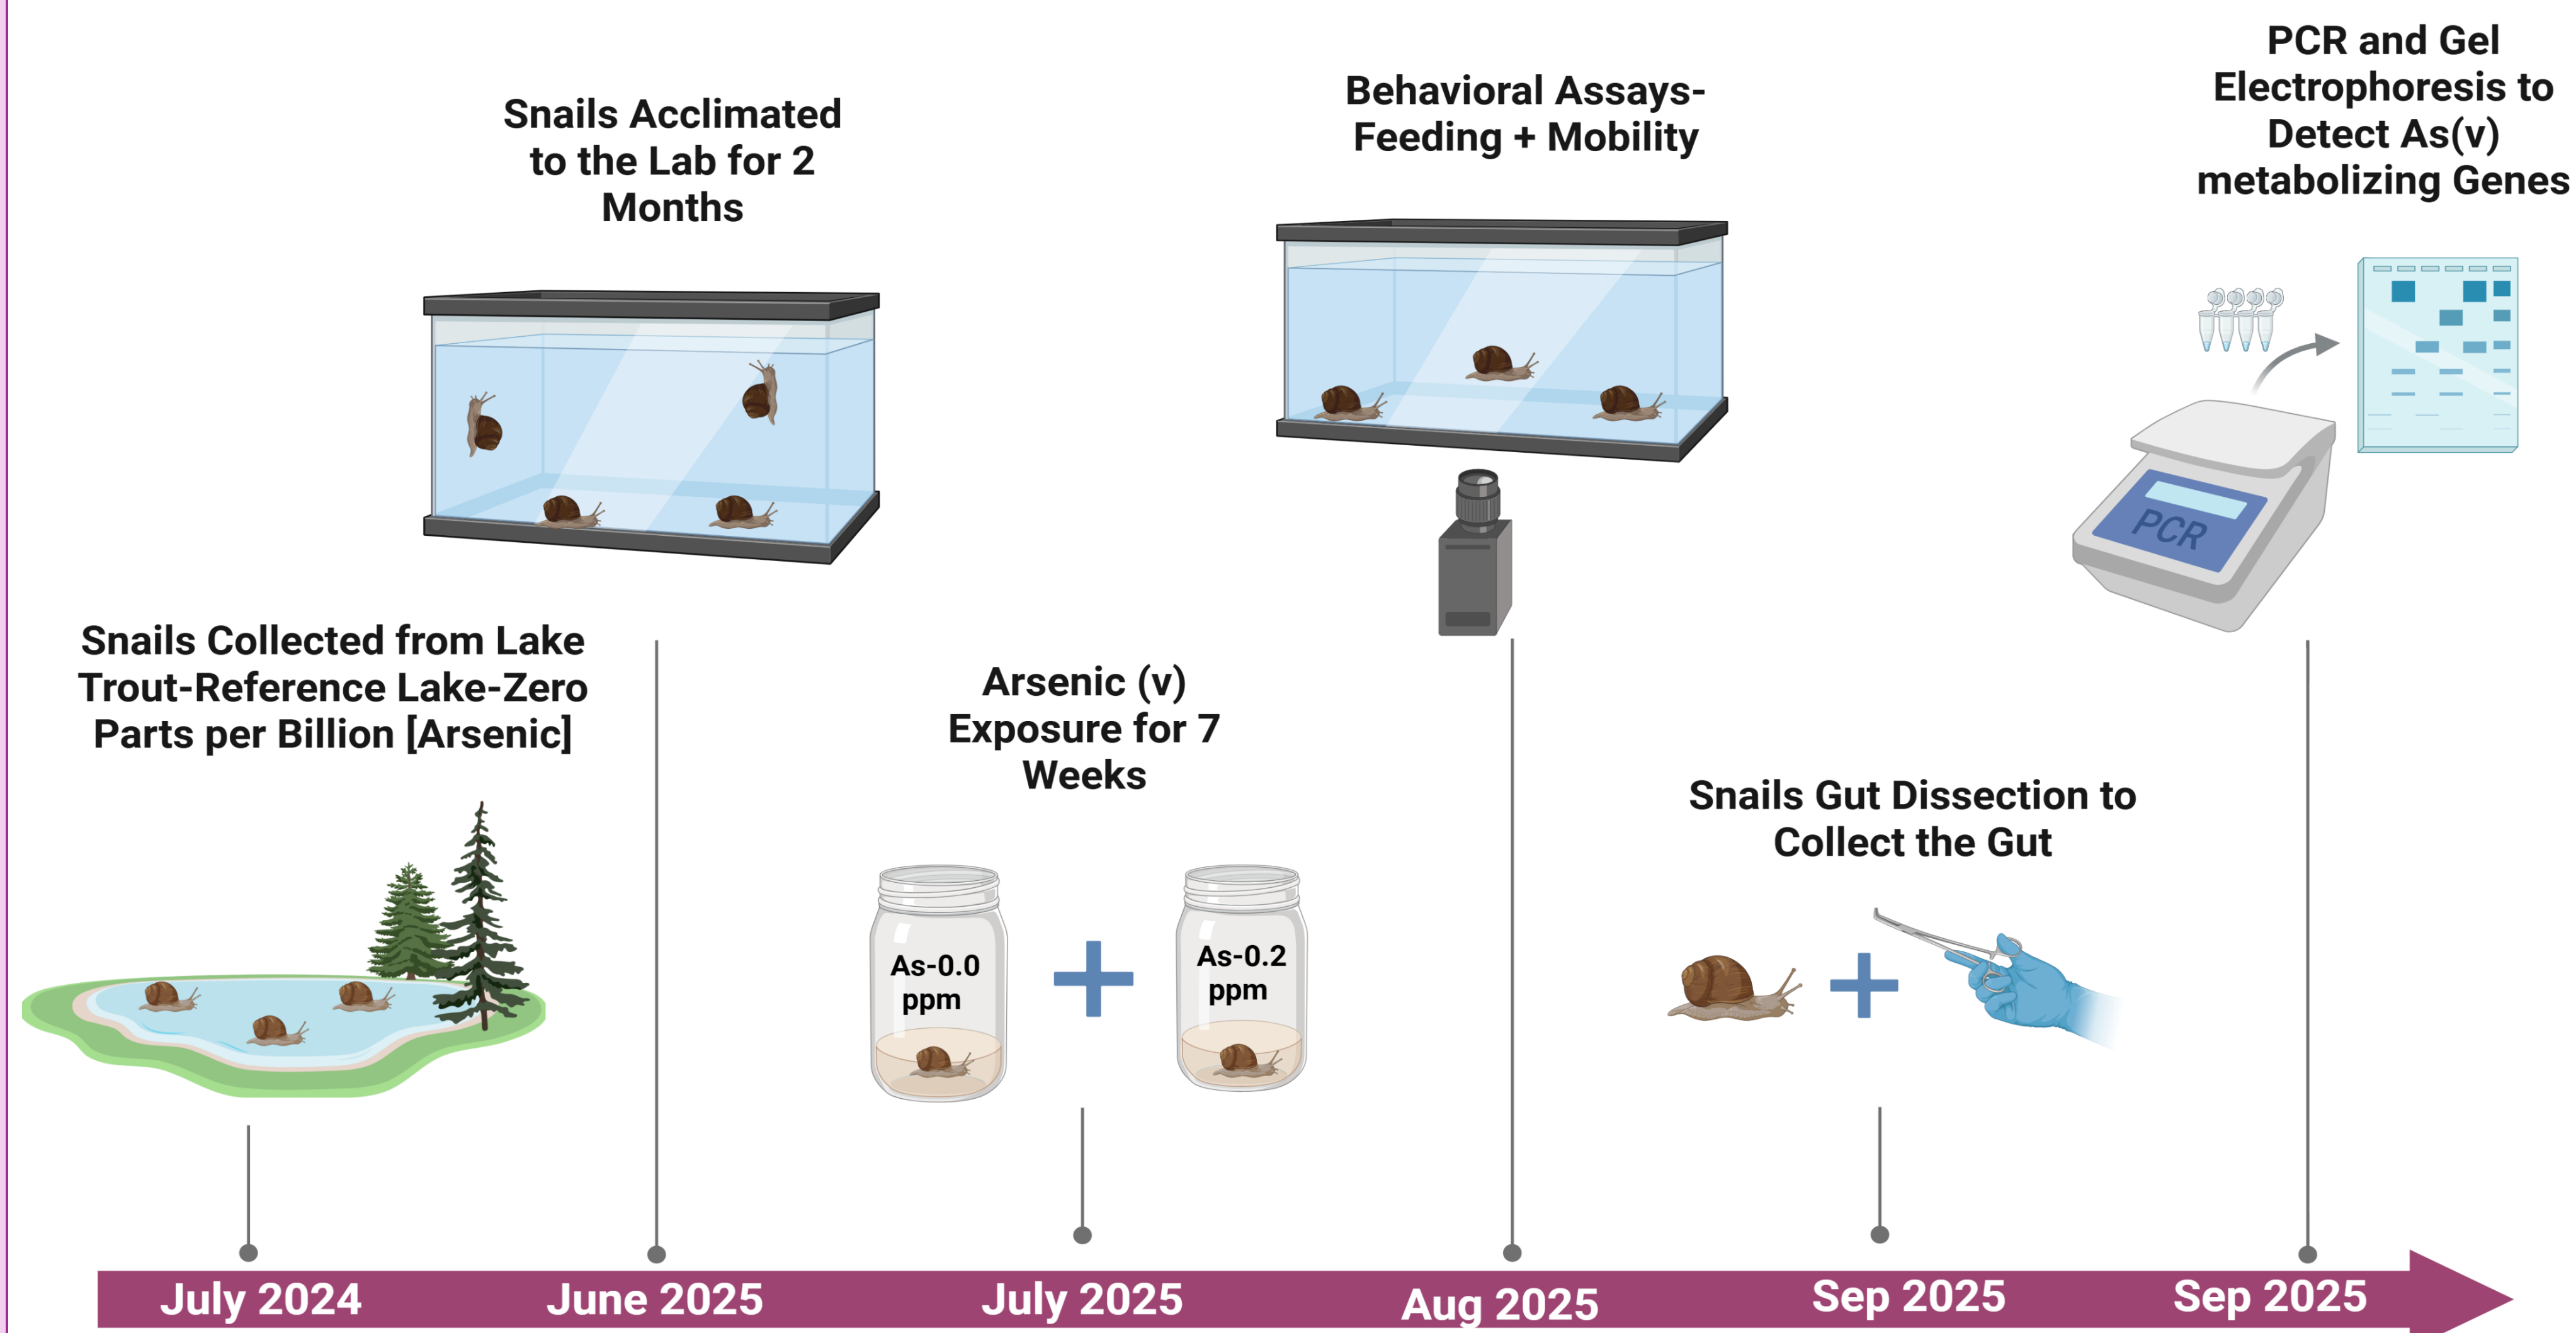 Snails Collected from Lake
Trout-Reference Lake-Zero
Parts per Billion [Arsenic]
Snails Acclimated
to the Lab for 2
Months
Arsenic (v)
Exposure for 7
Weeks
As-0.0
ppm
As-0.2
ppm
Behavioral Assays-
Feeding + Mobility
Snails Gut Dissection to
Collect the Gut
PCR and Gel
Electrophoresis to
Detect As(v)
metabolizing Genes
PCR
July 2024
June 2025
July 2025
Aug 2025
Sep 2025
Sep 2025